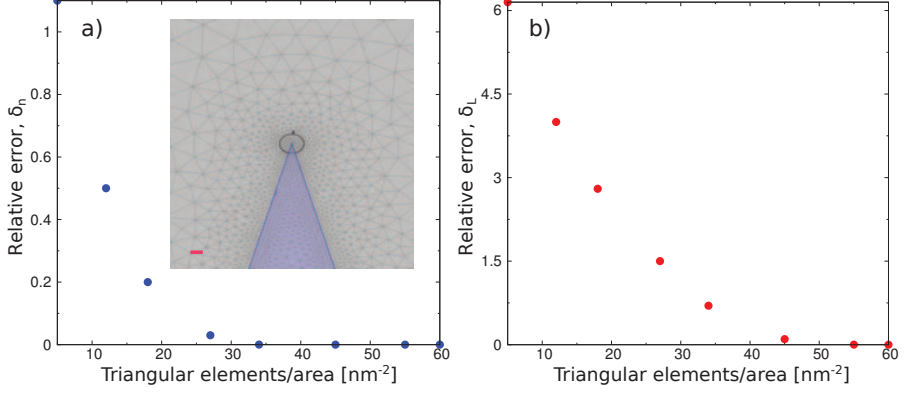 a)
Relative error, δn
1
0.8
0.6
0.4
0.2
0
10 20 30 40 50 60
Triangular elements/area [nm-2]
b)
Relative error, δL
6
4.5
3
1.5
0
10 20 30 40 50 60
Triangular elements/area [nm-2]